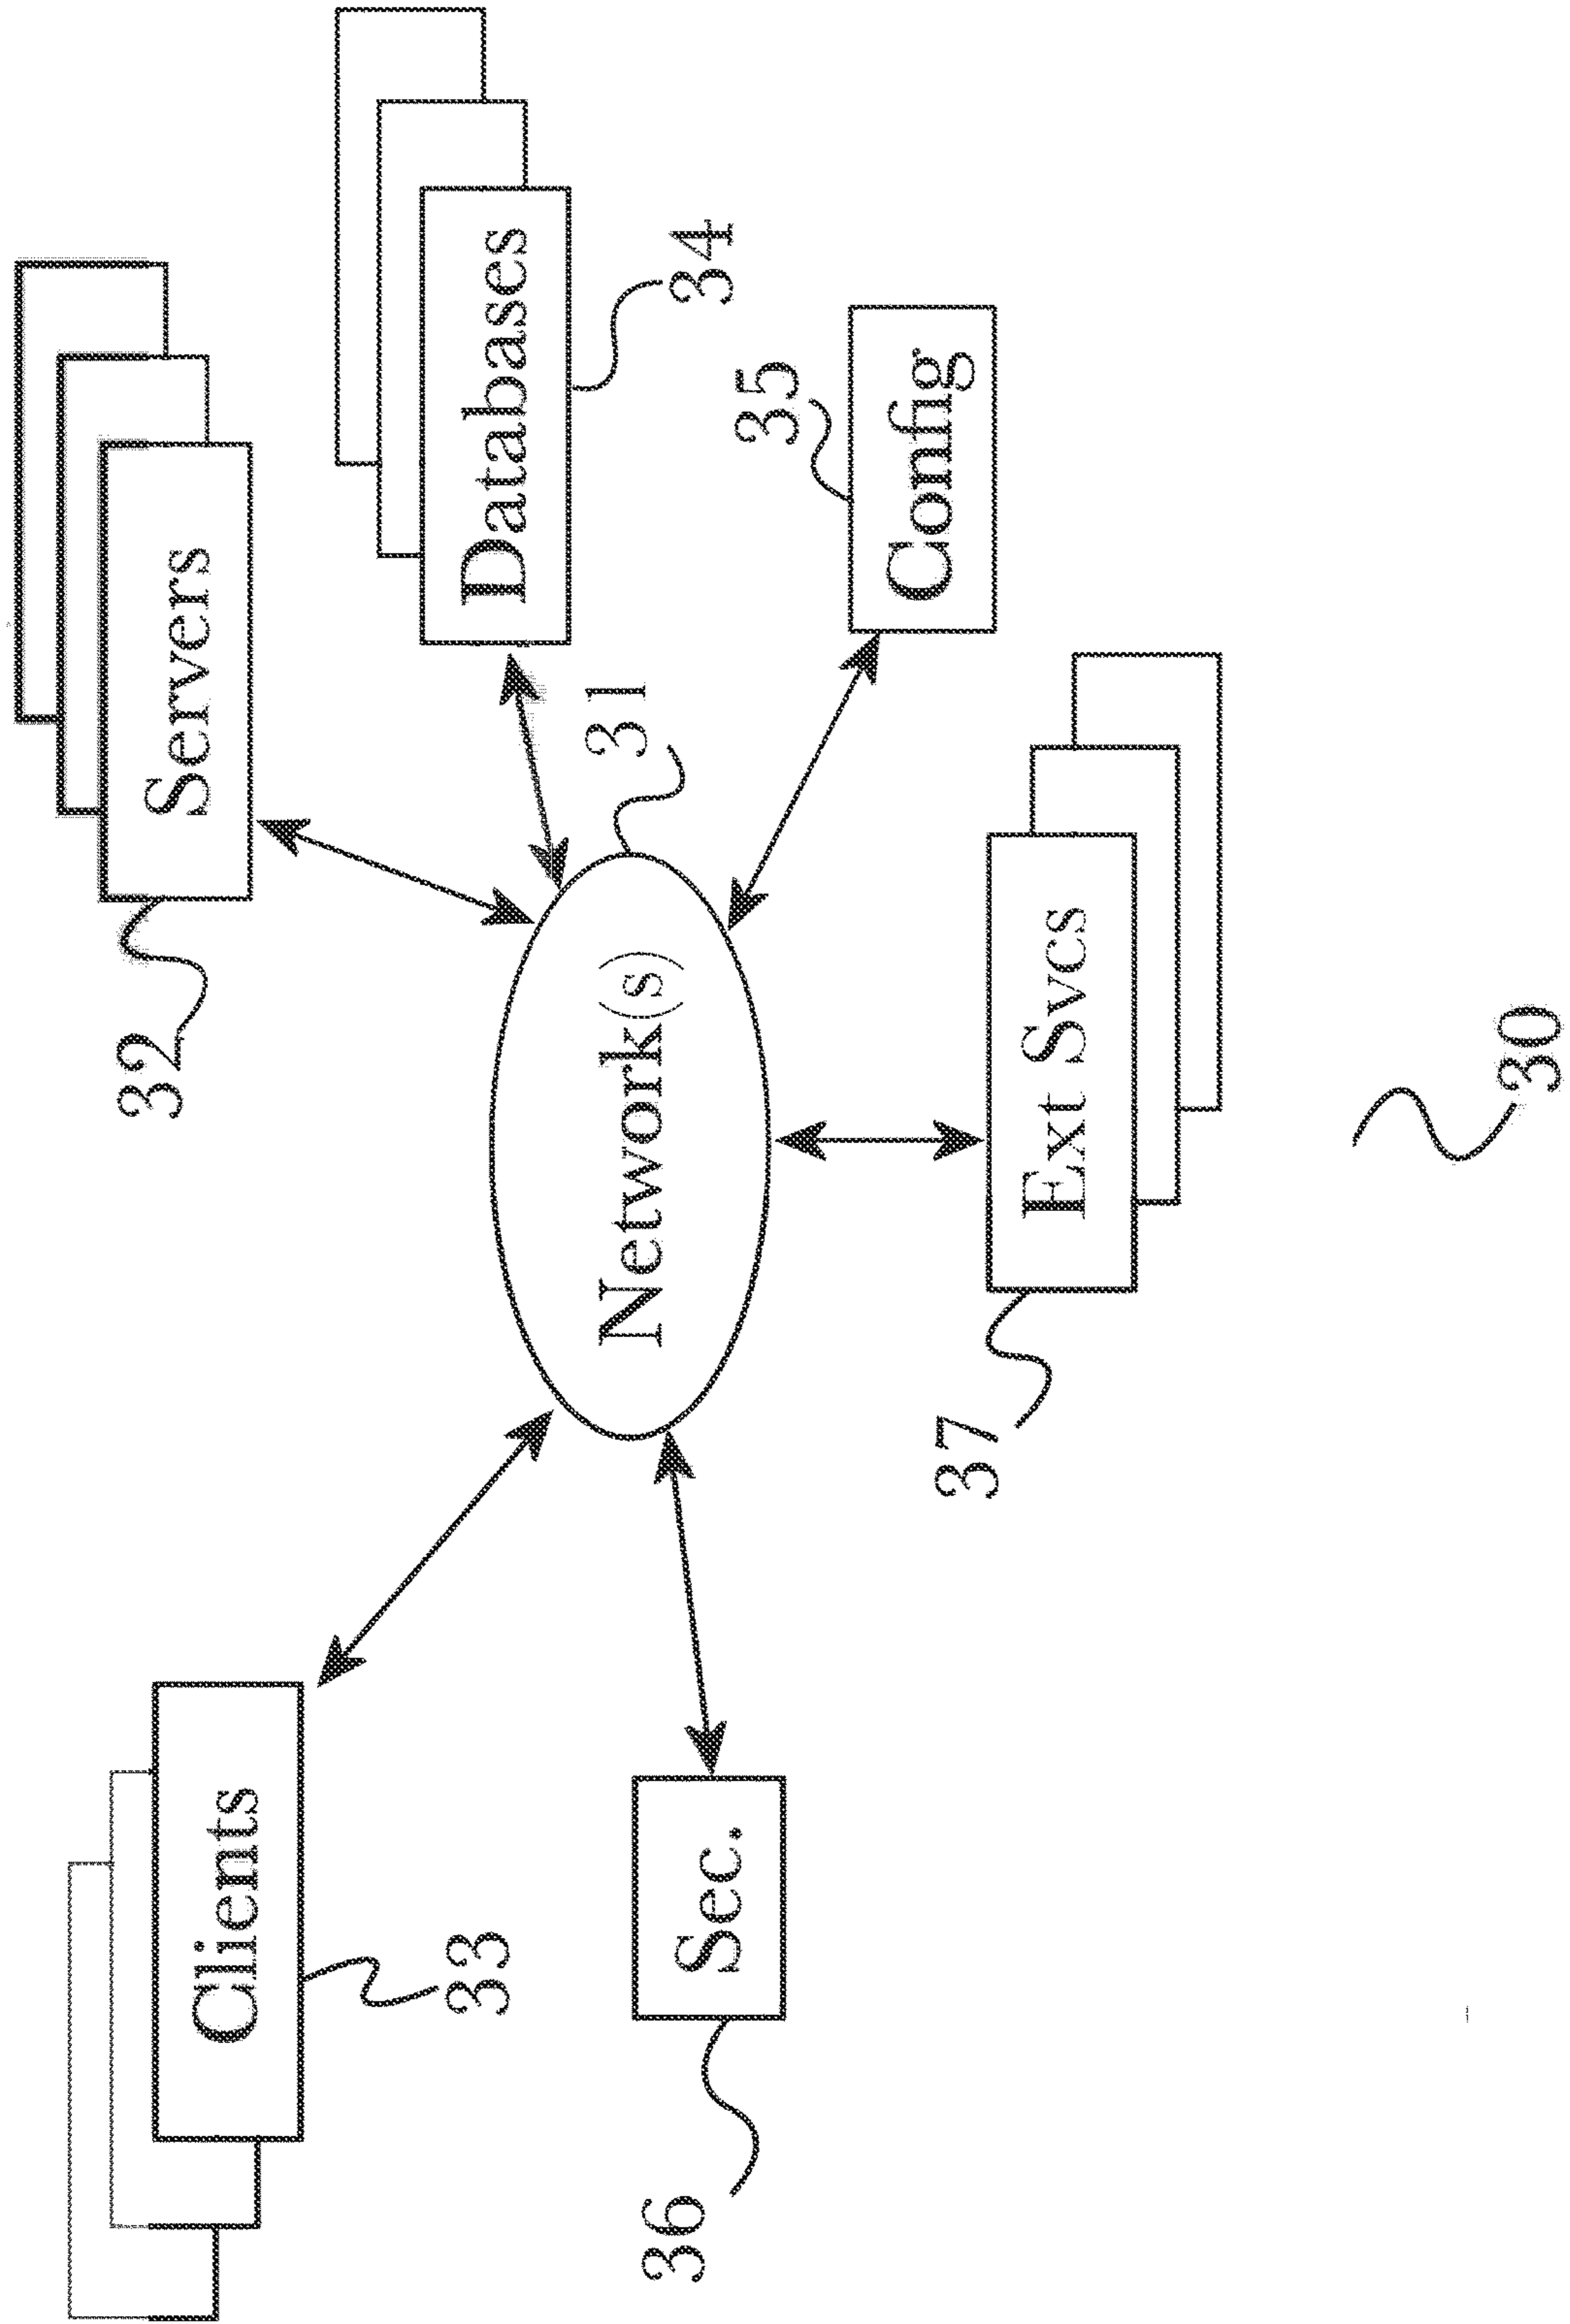 Clients
33
Servers
32
Databases
34
Network(s)
31
Sec.
36
Config
35
Ext Svcs
37
30